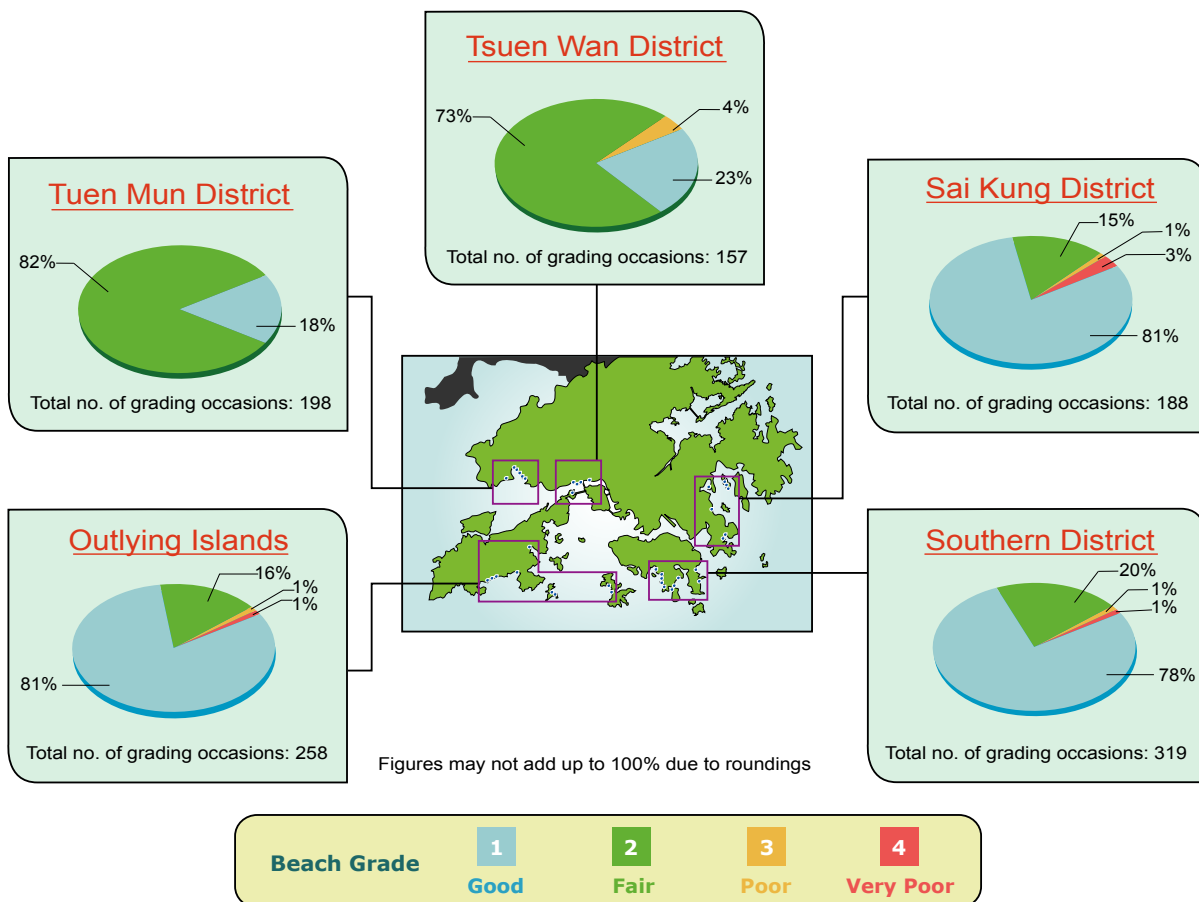 Tsuen Wan District
73%
4%
23%
Total no. of grading occasions: 157
Tuen Mun District
82%
18%
Total no. of grading occasions: 198
Sai Kung District
15%
1%
3%
81%
Total no. of grading occasions: 188
Outlying Islands
16%
1%
1%
81%
Total no. of grading occasions: 258
Southern District
20%
1%
1%
78%
Total no. of grading occasions: 319
Figures may not add up to 100% due to roundings
Beach Grade
1
Good
2
Fair
3
Poor
4
Very Poor